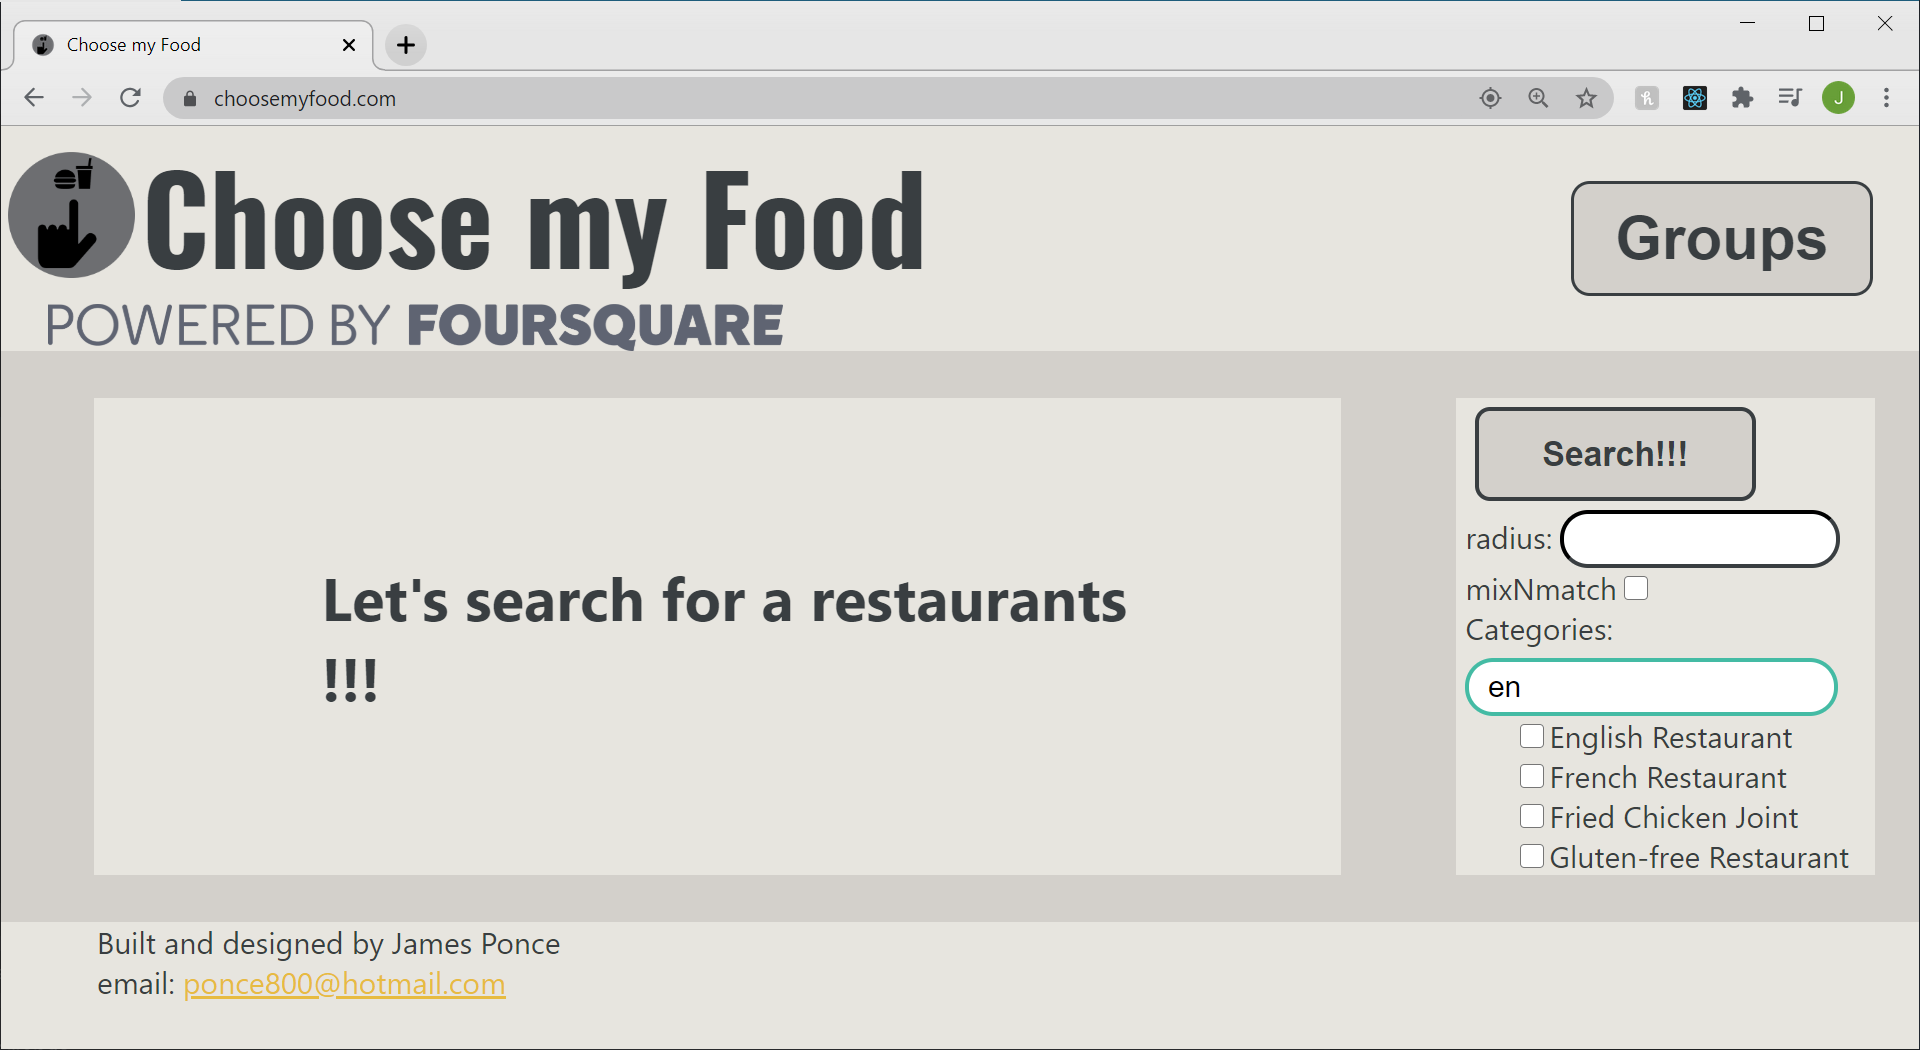 Choose my Food
choosemyfood.com
J
Choose my Food
Groups
POWERED BY FOURSQUARE
Search!!!
radius:
mixNmatch
Categories:
en
English Restaurant
French Restaurant
Fried Chicken Joint
Gluten-free Restaurant
Let's search for a restaurants
!!!
Built and designed by James Ponce
email: ponce800@hotmail.com